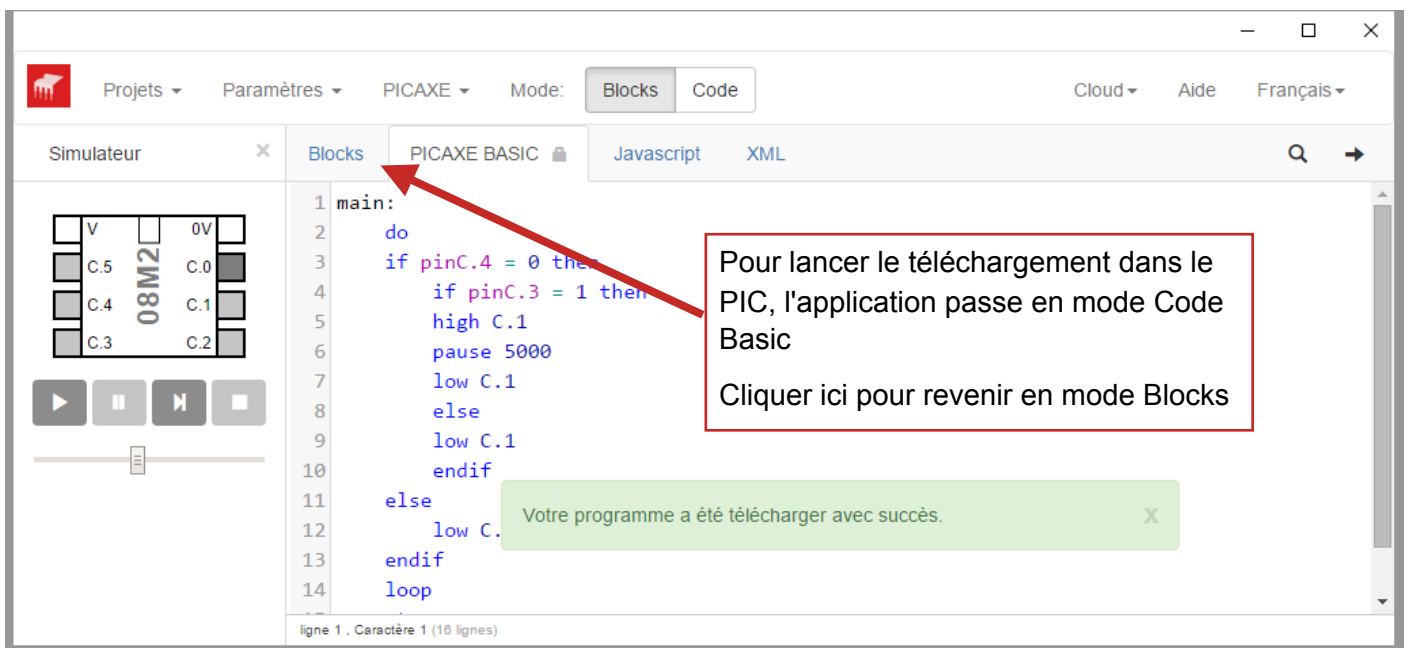 Projets Paramètres PICAXE Mode: Blocks Code Cloud Aide Français
Simulateur × Blocks PICAXE BASIC Javascript XML
V 0V
C.5 C.0
C.4 C.1
C.3 C.2
08M2
1 main:
2 do
3 if pinC.4 = 0 then
4 if pinC.3 = 1 then
5 high C.1
6 pause 5000
7 low C.1
8 else
9 low C.1
10 endif
11 else
12 low C.
13 endif
14 loop
Pour lancer le téléchargement dans le
PIC, l'application passe en mode Code
Basic
Cliquer ici pour revenir en mode Blocks
Votre programme a été télécharger avec succès. X
ligne 1 , Caractère 1 (16 lignes)